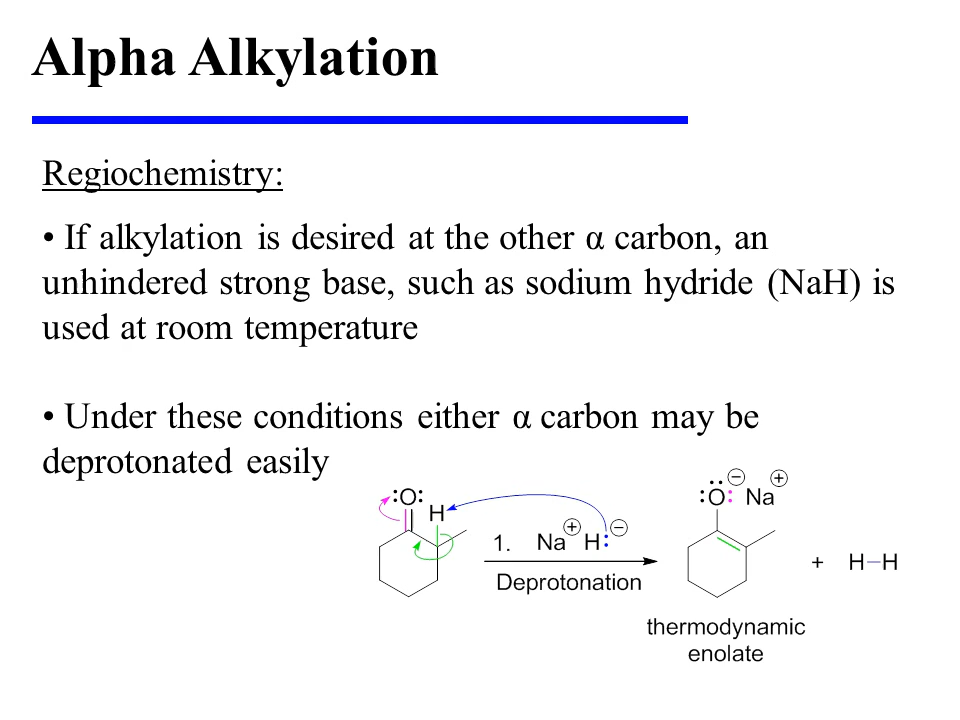 Alpha Alkylation
Regiochemistry:
• If alkylation is desired at the other α carbon, an
unhindered strong base, such as sodium hydride (NaH) is
used at room temperature
• Under these conditions either α carbon may be
deprotonated easily
:O: H
1. Na⊕ H:⊖
Deprotonation
:Ö:⊖ Na⊕
+ H–H
thermodynamic
enolate